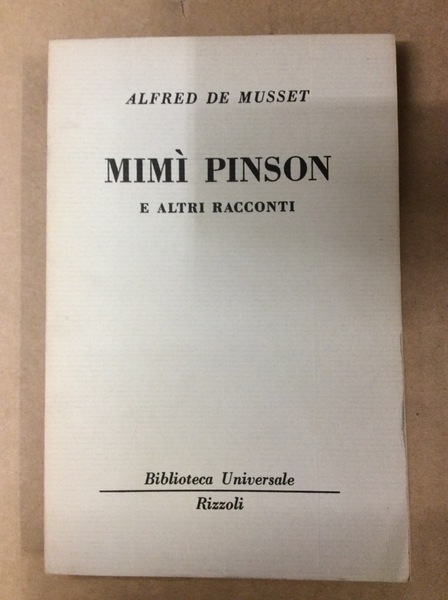 ALFRED DE MUSSET
MIMÌ PINSON
E ALTRI RACCONTI
Biblioteca Universale
Rizzoli